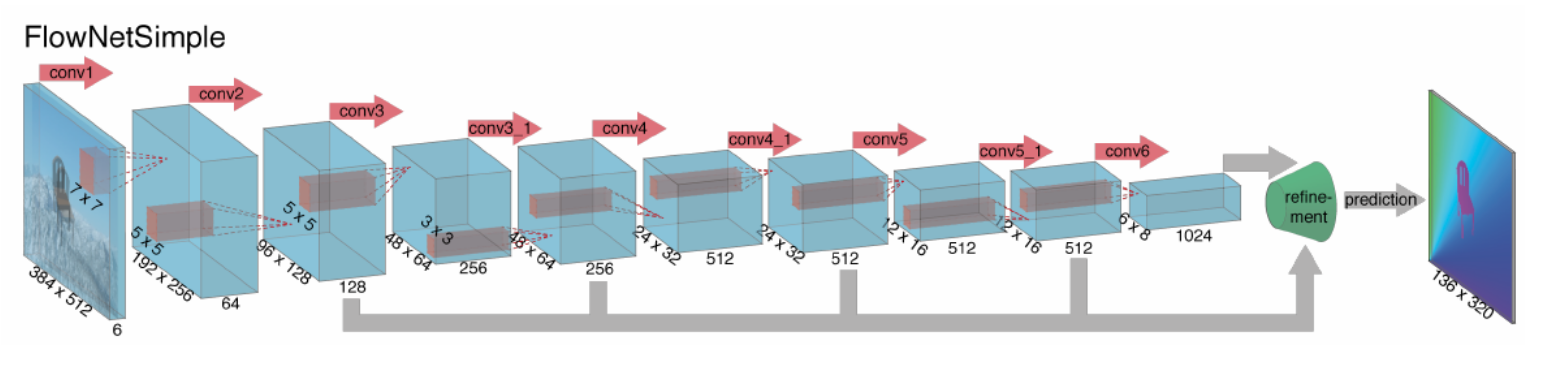 FlowNetSimple
conv1
conv2
conv3
conv3_1
conv4
conv4_1
conv5
conv5_1
conv6
7 x 7
5 x 5
5 x 5
3 x 3
384 x 512
6
192 x 256
64
96 x 128
128
48 x 64
256
48 x 64
256
24 x 32
512
24 x 32
512
12 x 16
512
12 x 16
512
6 x 8
1024
refine-
ment
prediction
136 x 320